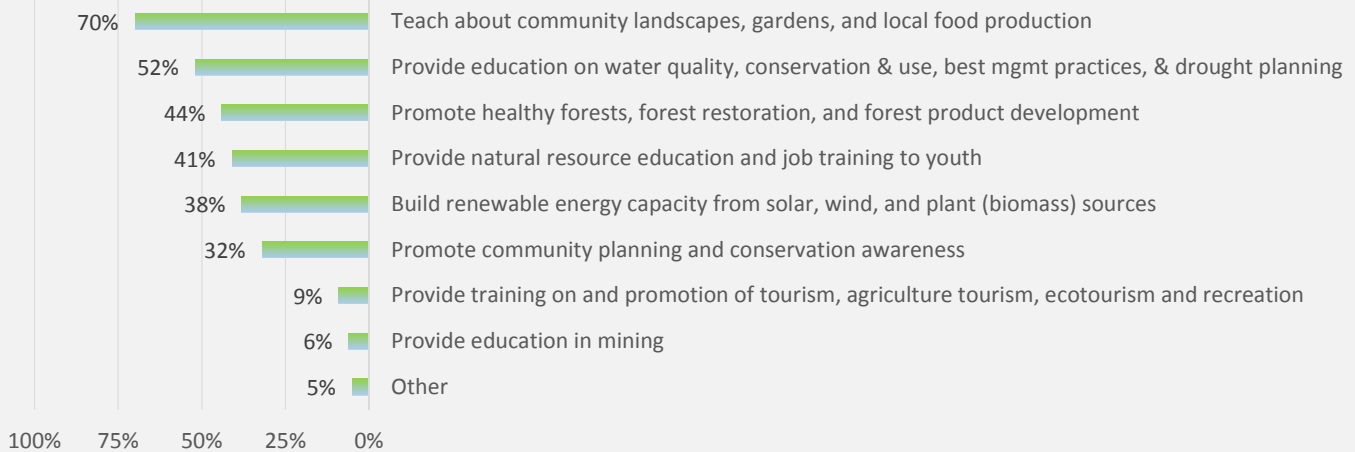 70% Teach about community landscapes, gardens, and local food production
52% Provide education on water quality, conservation & use, best mgmt practices, & drought planning
44% Promote healthy forests, forest restoration, and forest product development
41% Provide natural resource education and job training to youth
38% Build renewable energy capacity from solar, wind, and plant (biomass) sources
32% Promote community planning and conservation awareness
9% Provide training on and promotion of tourism, agriculture tourism, ecotourism and recreation
6% Provide education in mining
5% Other
100% 75% 50% 25% 0%